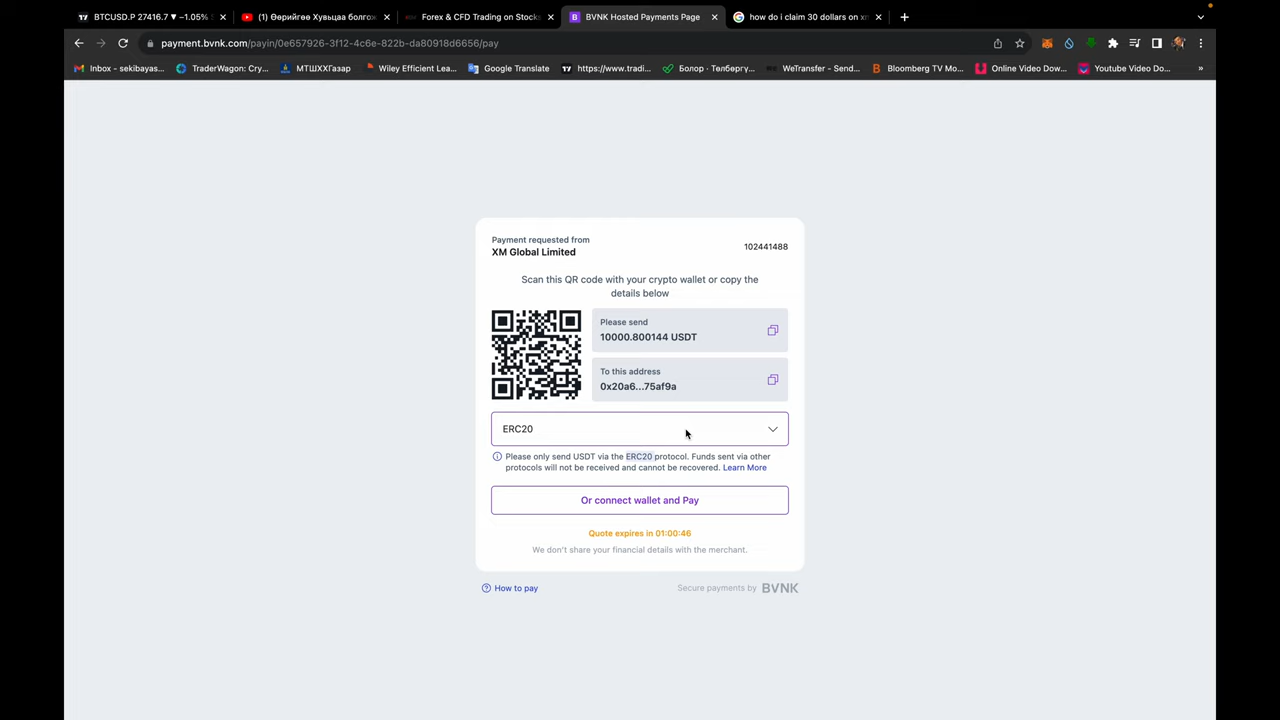 BTCUSD.P 27416.7 ▼ −1.05%
(1) Өөрийгөө Хувьцаа болгож
Forex & CFD Trading on Stocks
BVNK Hosted Payments Page
how do i claim 30 dollars on xm
payment.bvnk.com/payin/0e657926-3f12-4c6e-822b-da80918d6656/pay
Inbox - sekibayas...
TraderWagon: Cry...
МТШХХГазар
Wiley Efficient Lea...
Google Translate
https://www.tradi...
Болор - Төлбөргү...
WeTransfer - Send...
Bloomberg TV Mo...
Online Video Dow...
Youtube Video Do...
Payment requested from
XM Global Limited
102441488
Scan this QR code with your crypto wallet or copy the
details below
Please send
10000.800144 USDT
To this address
0x20a6...75af9a
ERC20
Please only send USDT via the ERC20 protocol. Funds sent via other
protocols will not be received and cannot be recovered. Learn More
Or connect wallet and Pay
Quote expires in 01:00:46
We don't share your financial details with the merchant.
How to pay
Secure payments by BVNK